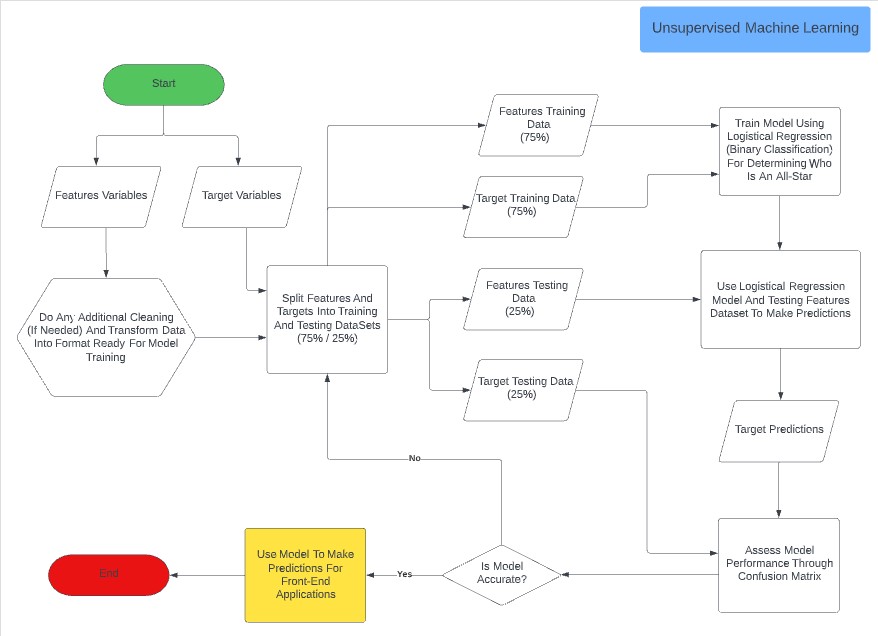 Unsupervised Machine Learning
Start
Features Variables
Target Variables
Do Any Additional Cleaning
(If Needed) And Transform Data
Into Format Ready For Model
Training
Split Features And
Targets Into Training
And Testing DataSets
(75% / 25%)
Features Training
Data
(75%)
Target Training Data
(75%)
Features Testing
Data
(25%)
Target Testing Data
(25%)
Train Model Using
Logistical Regression
(Binary Classification)
For Determining Who
Is An All-Star
Use Logistical Regression
Model And Testing Features
Dataset To Make Predictions
Target Predictions
Assess Model
Performance Through
Confusion Matrix
Is Model
Accurate?
No
Yes
Use Model To Make
Predictions For
Front-End
Applications
End